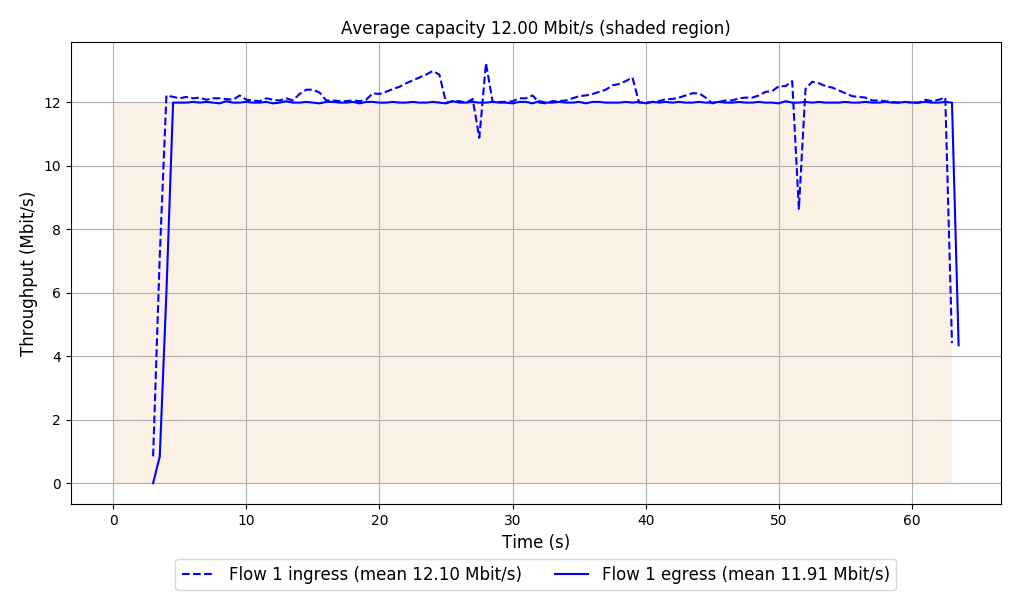 Average capacity 12.00 Mbit/s (shaded region)
Throughput (Mbit/s)
12
10
8
6
4
2
0
0 10 20 30 40 50 60
Time (s)
Flow 1 ingress (mean 12.10 Mbit/s) Flow 1 egress (mean 11.91 Mbit/s)